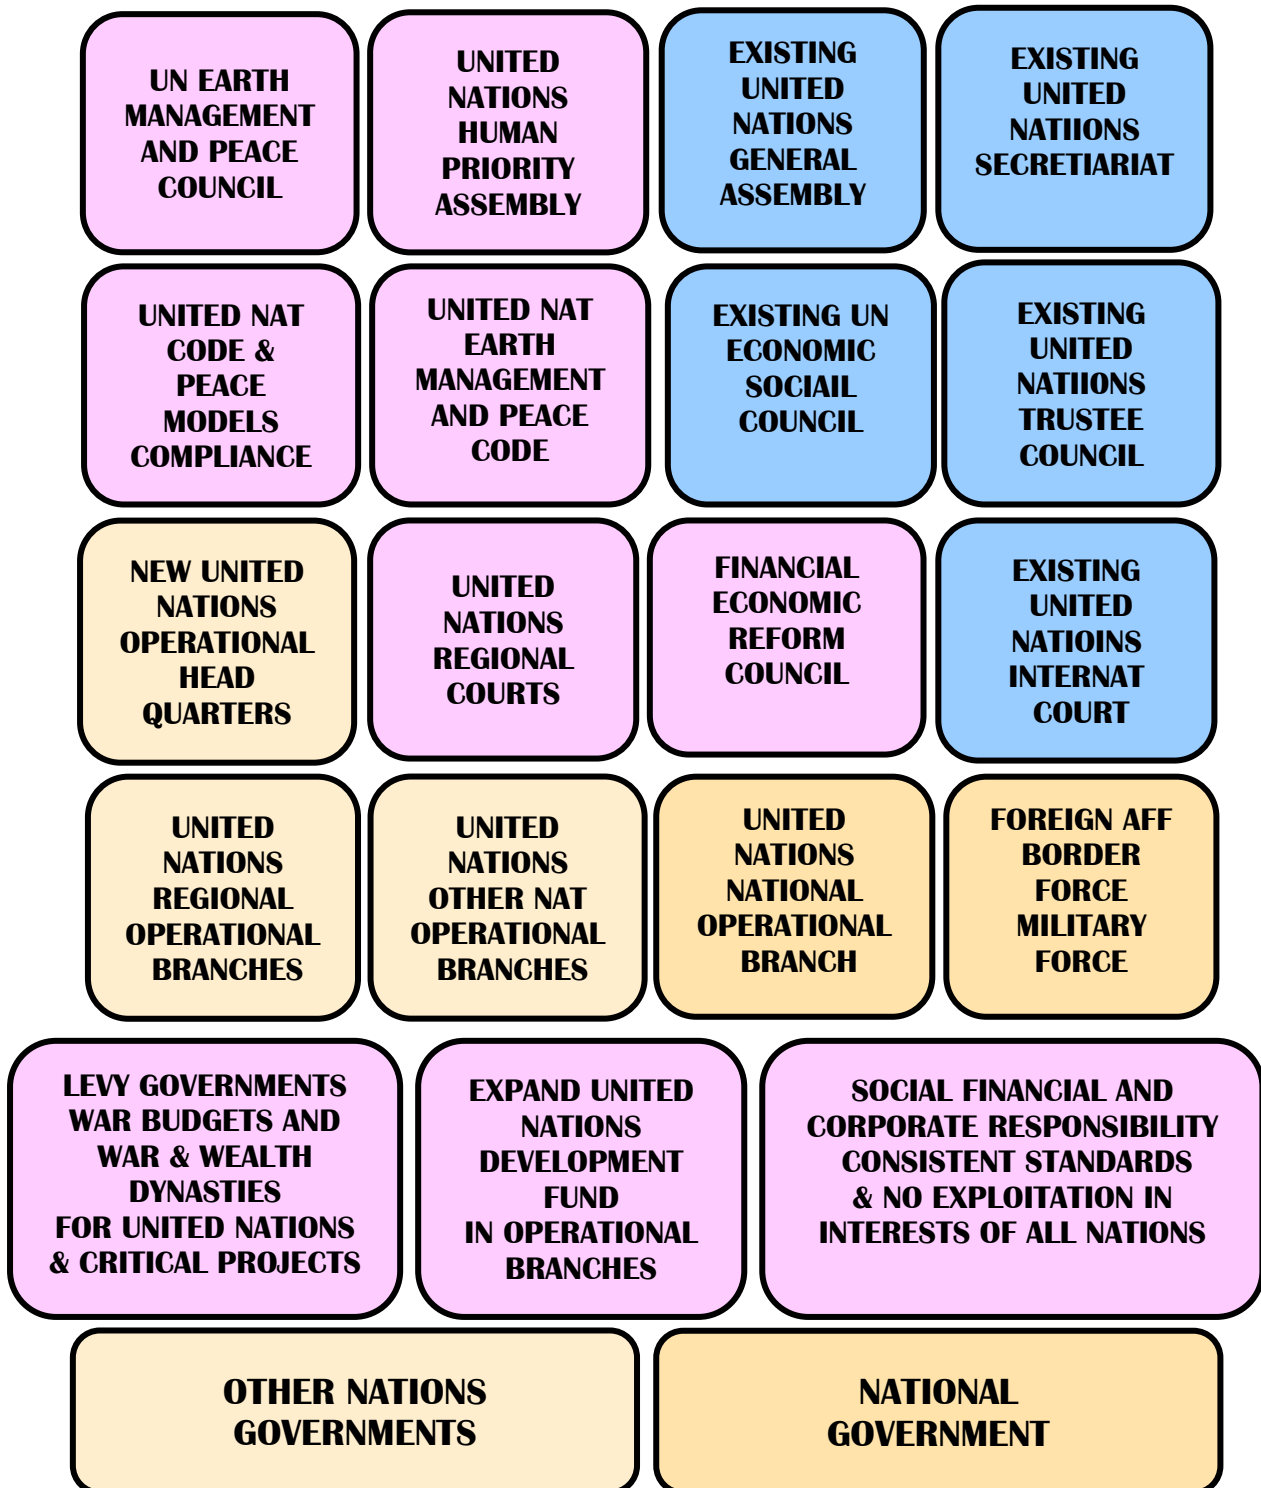 UN EARTH
MANAGEMENT
AND PEACE
COUNCIL
UNITED
NATIONS
HUMAN
PRIORITY
ASSEMBLY
EXISTING
UNITED
NATIONS
GENERAL
ASSEMBLY
EXISTING
UNITED
NATIIONS
SECRETIARIAT
UNITED NAT
CODE &
PEACE
MODELS
COMPLIANCE
UNITED NAT
EARTH
MANAGEMENT
AND PEACE
CODE
EXISTING UN
ECONOMIC
SOCIAIL
COUNCIL
EXISTING
UNITED
NATIIONS
TRUSTEE
COUNCIL
NEW UNITED
NATIONS
OPERATIONAL
HEAD
QUARTERS
UNITED
NATIONS
REGIONAL
COURTS
FINANCIAL
ECONOMIC
REFORM
COUNCIL
EXISTING
UNITED
NATIOINS
INTERNAT
COURT
UNITED
NATIONS
REGIONAL
OPERATIONAL
BRANCHES
UNITED
NATIONS
OTHER NAT
OPERATIONAL
BRANCHES
UNITED
NATIONS
NATIONAL
OPERATIONAL
BRANCH
FOREIGN AFF
BORDER
FORCE
MILITARY
FORCE
LEVY GOVERNMENTS
WAR BUDGETS AND
WAR & WEALTH
DYNASTIES
FOR UNITED NATIONS
& CRITICAL PROJECTS
EXPAND UNITED
NATIONS
DEVELOPMENT
FUND
IN OPERATIONAL
BRANCHES
SOCIAL FINANCIAL AND
CORPORATE RESPONSIBILITY
CONSISTENT STANDARDS
& NO EXPLOITATION IN
INTERESTS OF ALL NATIONS
OTHER NATIONS
GOVERNMENTS
NATIONAL
GOVERNMENT